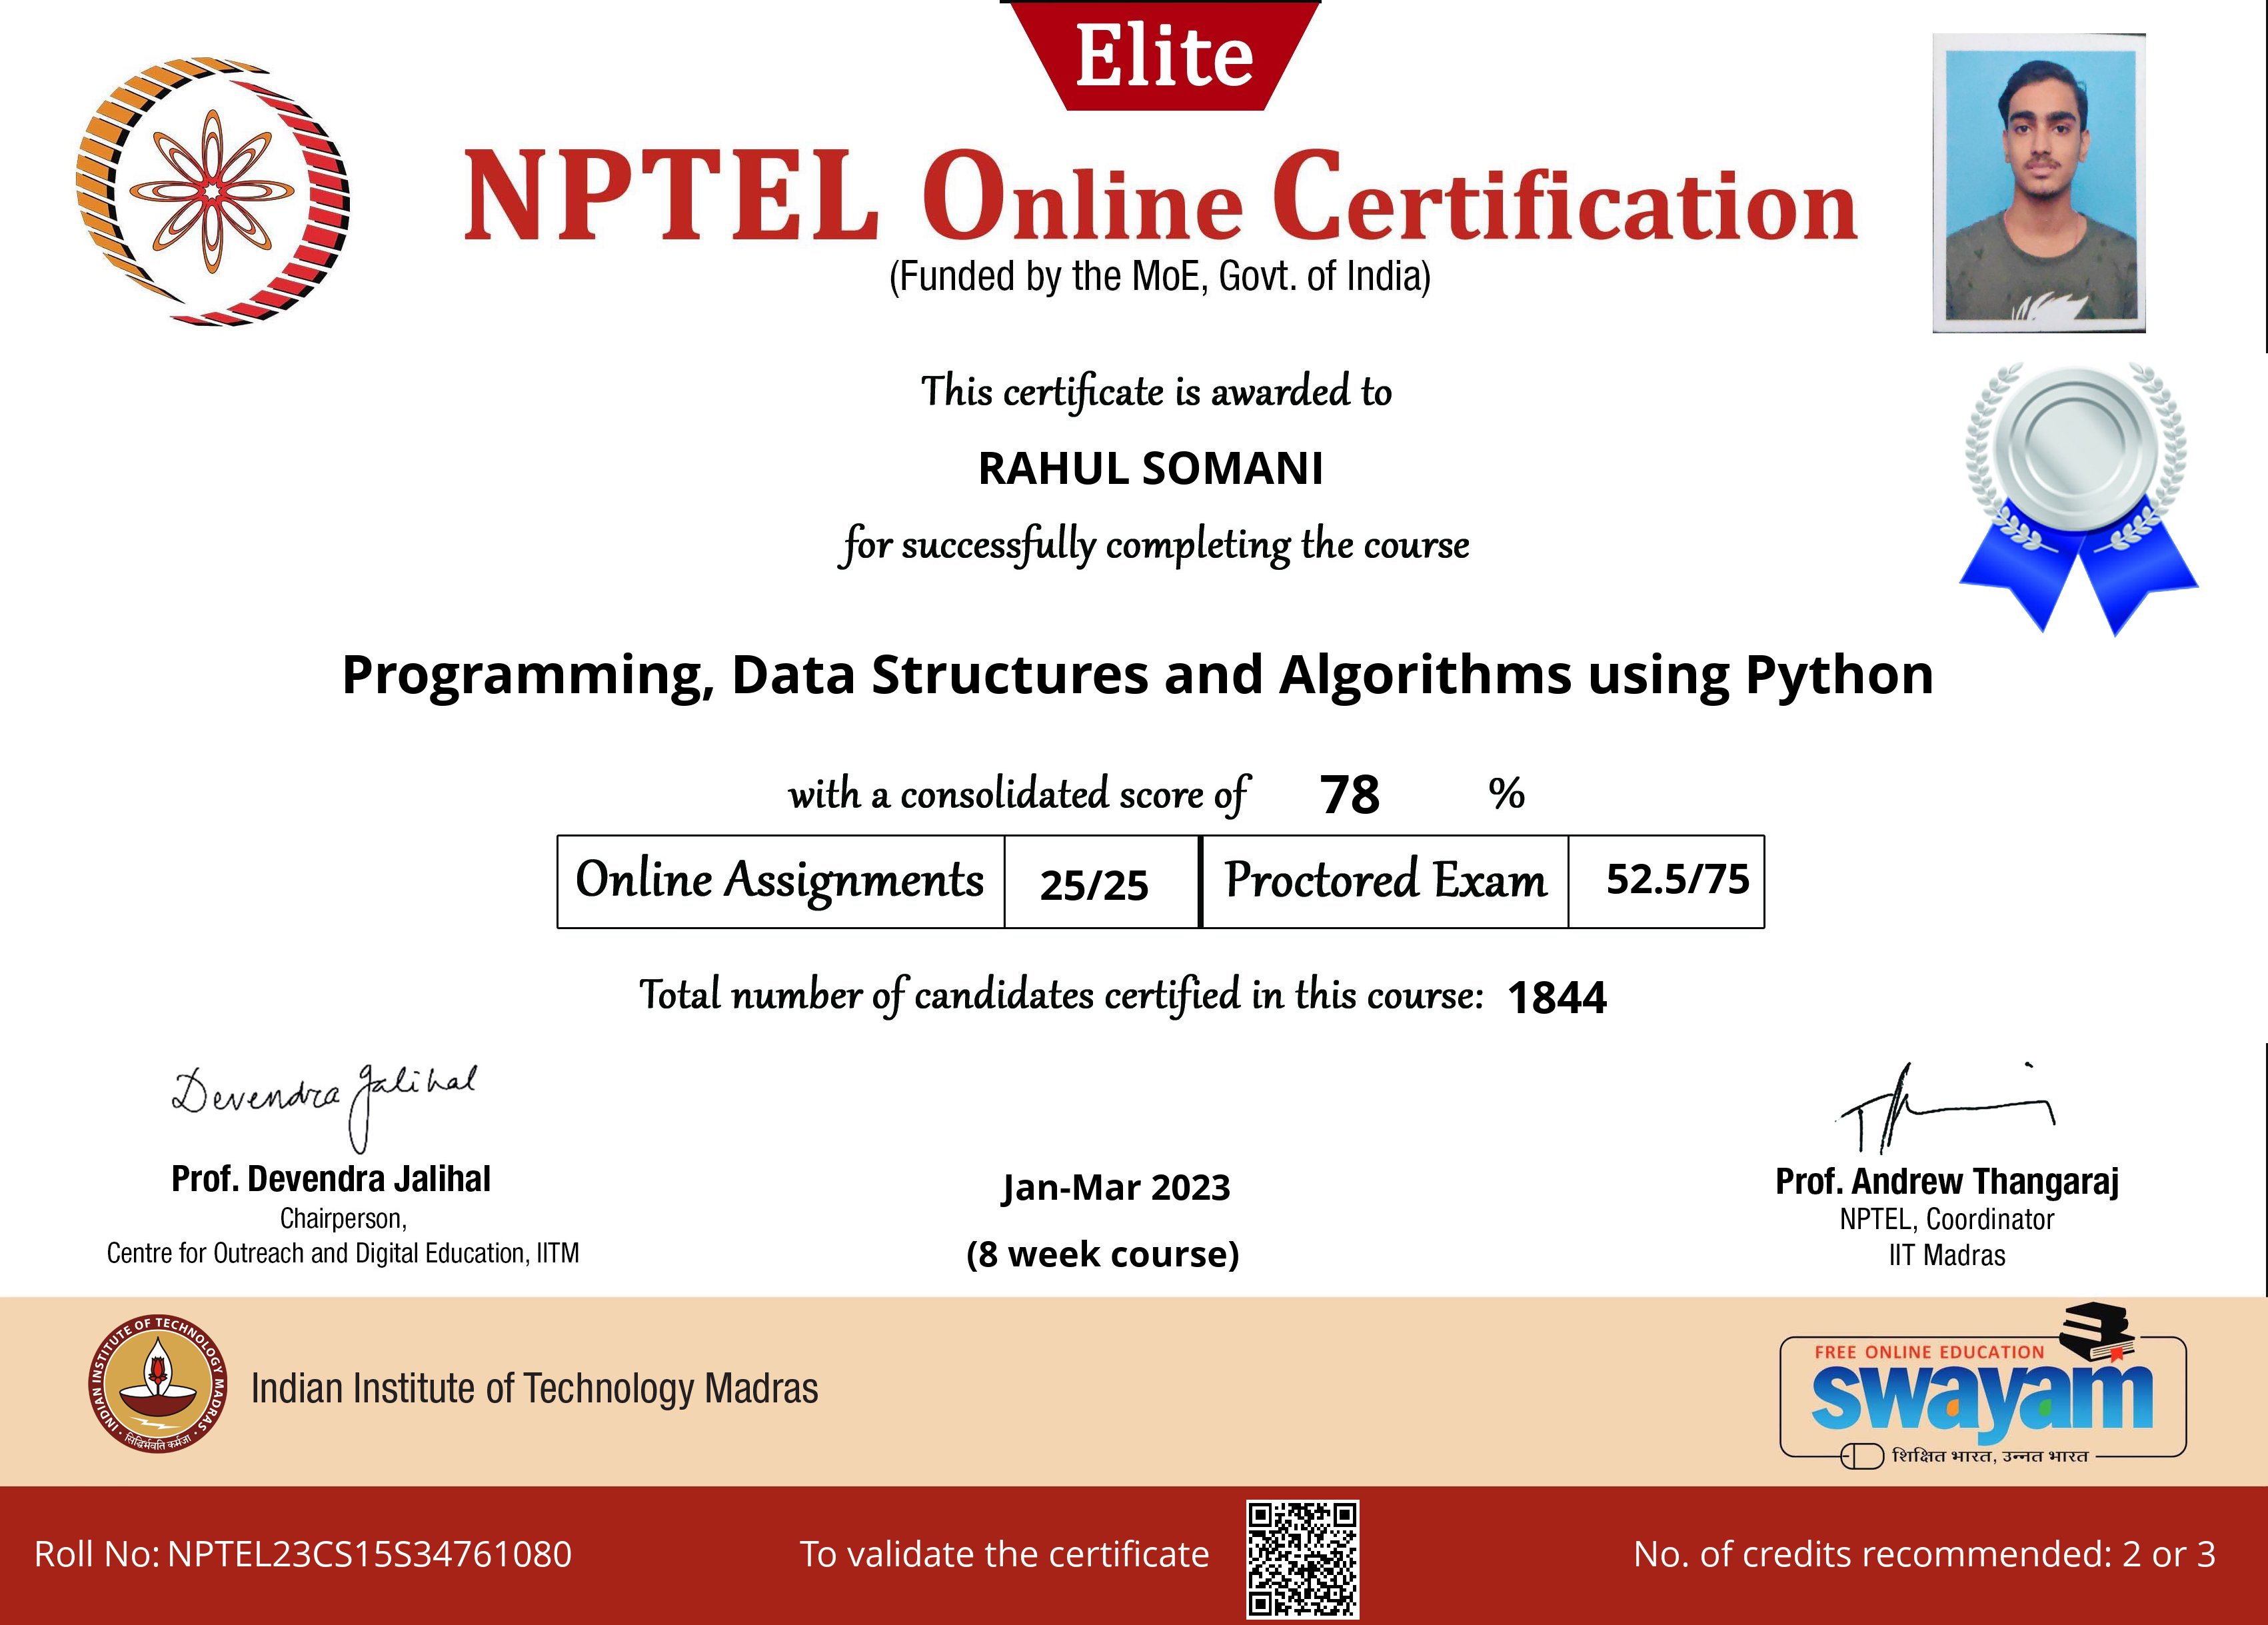 Elite
NPTEL Online Certification
(Funded by the MoE, Govt. of India)
This certificate is awarded to
RAHUL SOMANI
for successfully completing the course
Programming, Data Structures and Algorithms using Python
with a consolidated score of 78 %
Online Assignments 25/25 Proctored Exam 52.5/75
Total number of candidates certified in this course: 1844
Devendra Jalihal
Prof. Devendra Jalihal
Chairperson,
Centre for Outreach and Digital Education, IITM
Jan-Mar 2023
(8 week course)
Prof. Andrew Thangaraj
NPTEL, Coordinator
IIT Madras
INDIAN INSTITUTE OF TECHNOLOGY MADRAS
सिद्धिर्भवति कर्मजा
Indian Institute of Technology Madras
FREE ONLINE EDUCATION
swayam
शिक्षित भारत, उन्नत भारत
Roll No: NPTEL23CS15S34761080
To validate the certificate
No. of credits recommended: 2 or 3